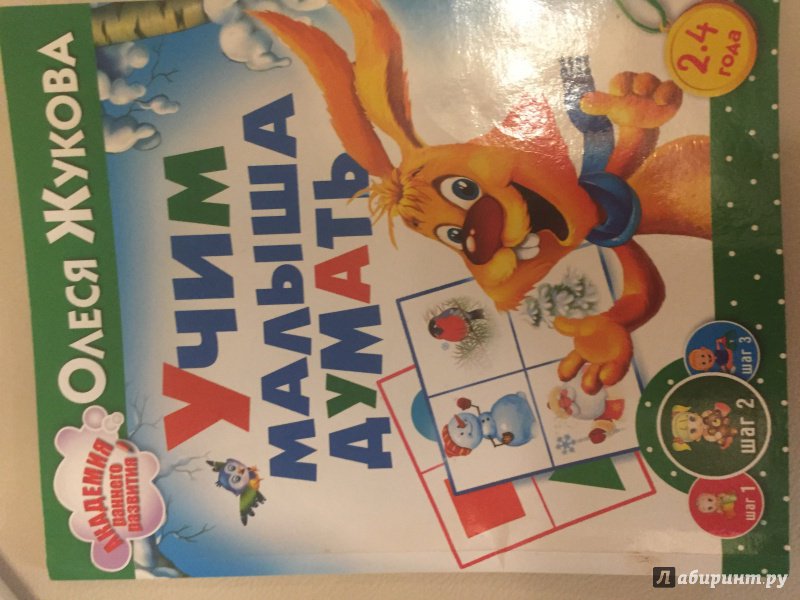 Олеся Жукова
АКАДЕМИЯ
раннего
развития
Учим
малыша
думать
2-4
года
шаг 1
шаг 2
шаг 3
Лабиринт.ру